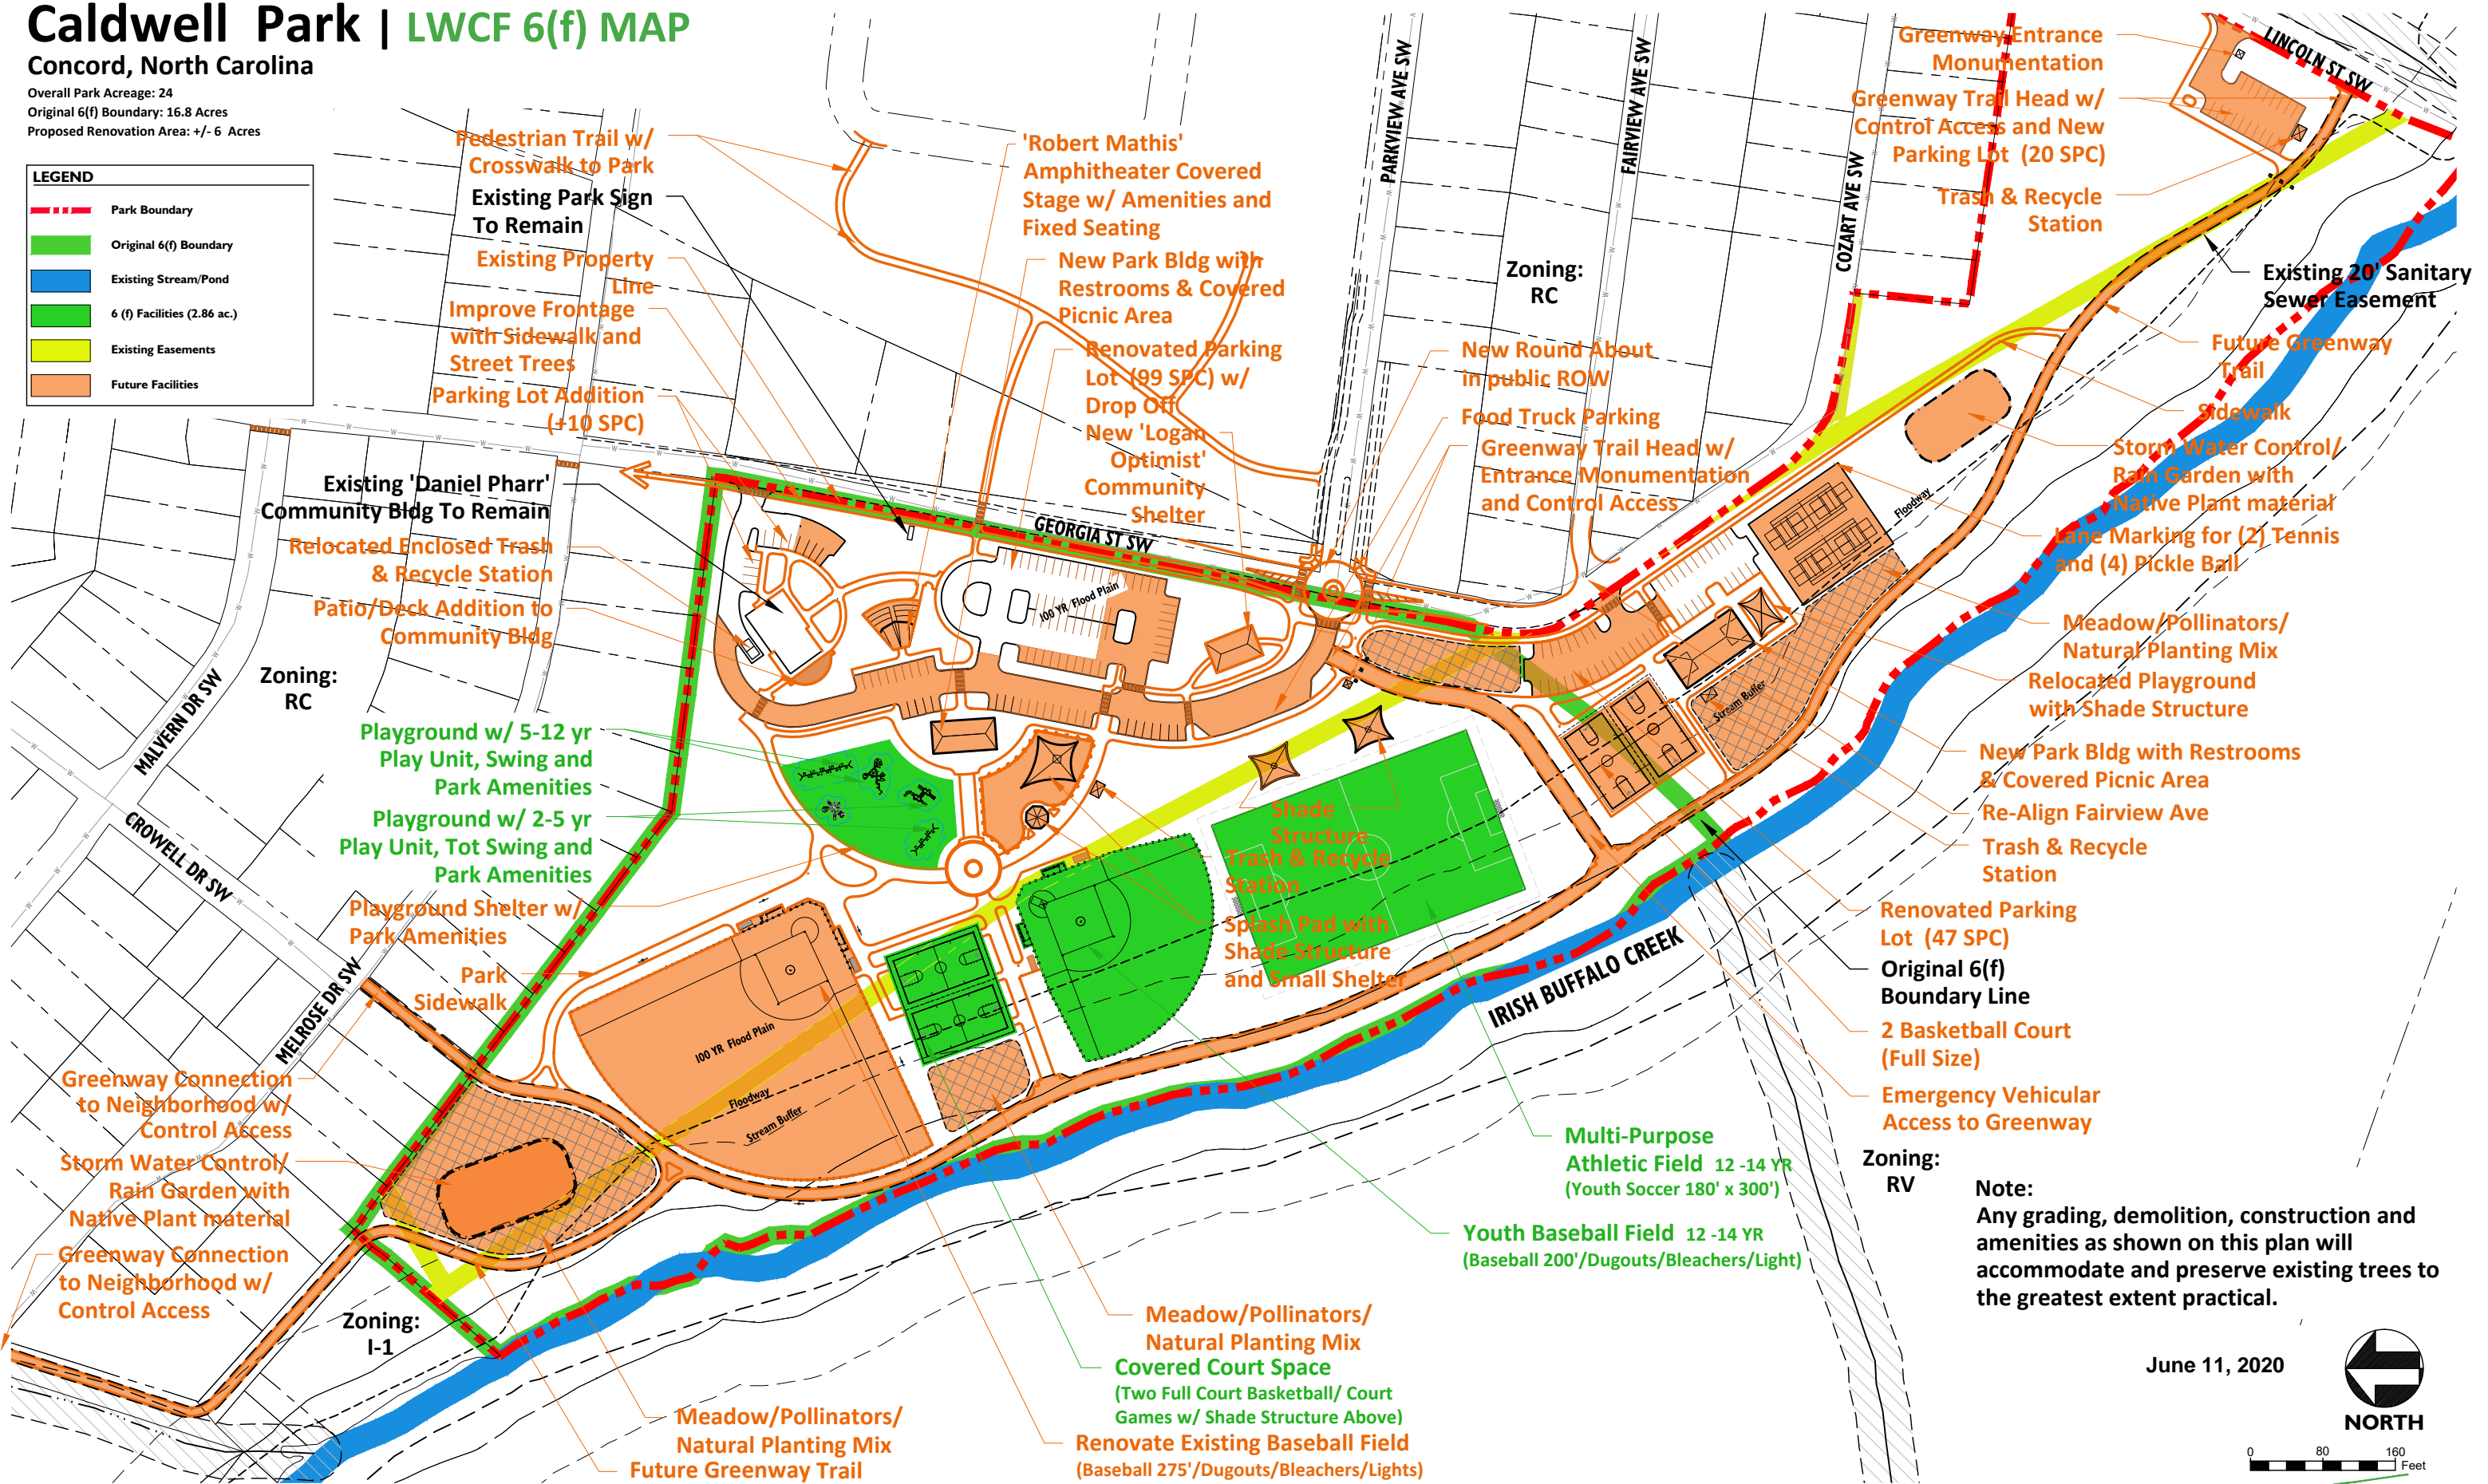 Caldwell Park | LWCF 6(f) MAP
Concord, North Carolina
Overall Park Acreage: 24
Original 6(f) Boundary: 16.8 Acres
Proposed Renovation Area: +/- 6 Acres
LEGEND
Park Boundary
Original 6(f) Boundary
Existing Stream/Pond
6 (f) Facilities (2.86 ac.)
Existing Easements
Future Facilities
Pedestrian Trail w/
Crosswalk to Park
Existing Park Sign
To Remain
Existing Property
Line
Improve Frontage
with Sidewalk and
Street Trees
Parking Lot Addition
(+10 SPC)
Existing 'Daniel Pharr'
Community Bldg To Remain
Relocated Enclosed Trash
& Recycle Station
Patio/Deck Addition to
Community Bldg
Zoning:
RC
Playground w/ 5-12 yr
Play Unit, Swing and
Park Amenities
Playground w/ 2-5 yr
Play Unit, Tot Swing and
Park Amenities
Playground Shelter w/
Park Amenities
Park
Sidewalk
MALVERN DR SW
CROWELL DR SW
MELROSE DR SW
Greenway Connection
to Neighborhood w/
Control Access
Storm Water Control/
Rain Garden with
Native Plant material
Greenway Connection
to Neighborhood w/
Control Access
Zoning:
I-1
'Robert Mathis'
Amphitheater Covered
Stage w/ Amenities and
Fixed Seating
New Park Bldg with
Restrooms & Covered
Picnic Area
Renovated Parking
Lot (99 SPC) w/
Drop Off
New 'Logan
Optimist'
Community
Shelter
GEORGIA ST SW
100 YR Flood Plain
PARKVIEW AVE SW
FAIRVIEW AVE SW
COZART AVE SW
LINCOLN ST SW
Zoning:
RC
New Round About
in public ROW
Food Truck Parking
Greenway Trail Head w/
Entrance Monumentation
and Control Access
Greenway Entrance
Monumentation
Greenway Trail Head w/
Control Access and New
Parking Lot (20 SPC)
Trash & Recycle
Station
Existing 20' Sanitary
Sewer Easement
Future Greenway
Trail
Sidewalk
Storm Water Control/
Rain Garden with
Native Plant material
Lane Marking for (2) Tennis
and (4) Pickle Ball
Floodway
Meadow/Pollinators/
Natural Planting Mix
Relocated Playground
with Shade Structure
Stream Buffer
New Park Bldg with Restrooms
& Covered Picnic Area
Re-Align Fairview Ave
Trash & Recycle
Station
Renovated Parking
Lot (47 SPC)
Original 6(f)
Boundary Line
2 Basketball Court
(Full Size)
Emergency Vehicular
Access to Greenway
Shade
Structure
Trash & Recycle
Station
Splash Pad with
Shade Structure
and Small Shelter
IRISH BUFFALO CREEK
100 YR Flood Plain
Floodway
Stream Buffer
Multi-Purpose
Athletic Field 12 -14 YR
(Youth Soccer 180' x 300')
Youth Baseball Field 12 -14 YR
(Baseball 200'/Dugouts/Bleachers/Light)
Meadow/Pollinators/
Natural Planting Mix
Covered Court Space
(Two Full Court Basketball/ Court
Games w/ Shade Structure Above)
Renovate Existing Baseball Field
(Baseball 275'/Dugouts/Bleachers/Lights)
Meadow/Pollinators/
Natural Planting Mix
Future Greenway Trail
Zoning:
RV
Note:
Any grading, demolition, construction and
amenities as shown on this plan will
accommodate and preserve existing trees to
the greatest extent practical.
June 11, 2020
NORTH
0 80 160
Feet